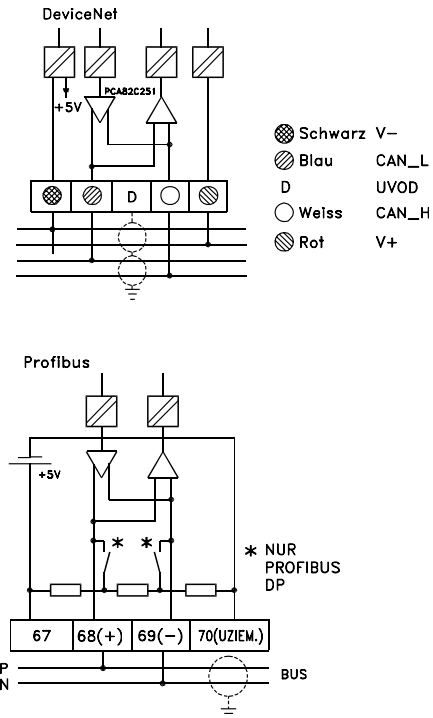 DeviceNet
+5V
PCA82C251
Schwarz V-
Blau CAN_L
D UVOD
Weiss CAN_H
Rot V+
D
Profibus
+5V
* *
* NUR
PROFIBUS
DP
67 68(+) 69(-) 70(UZIEM.)
P
N
BUS